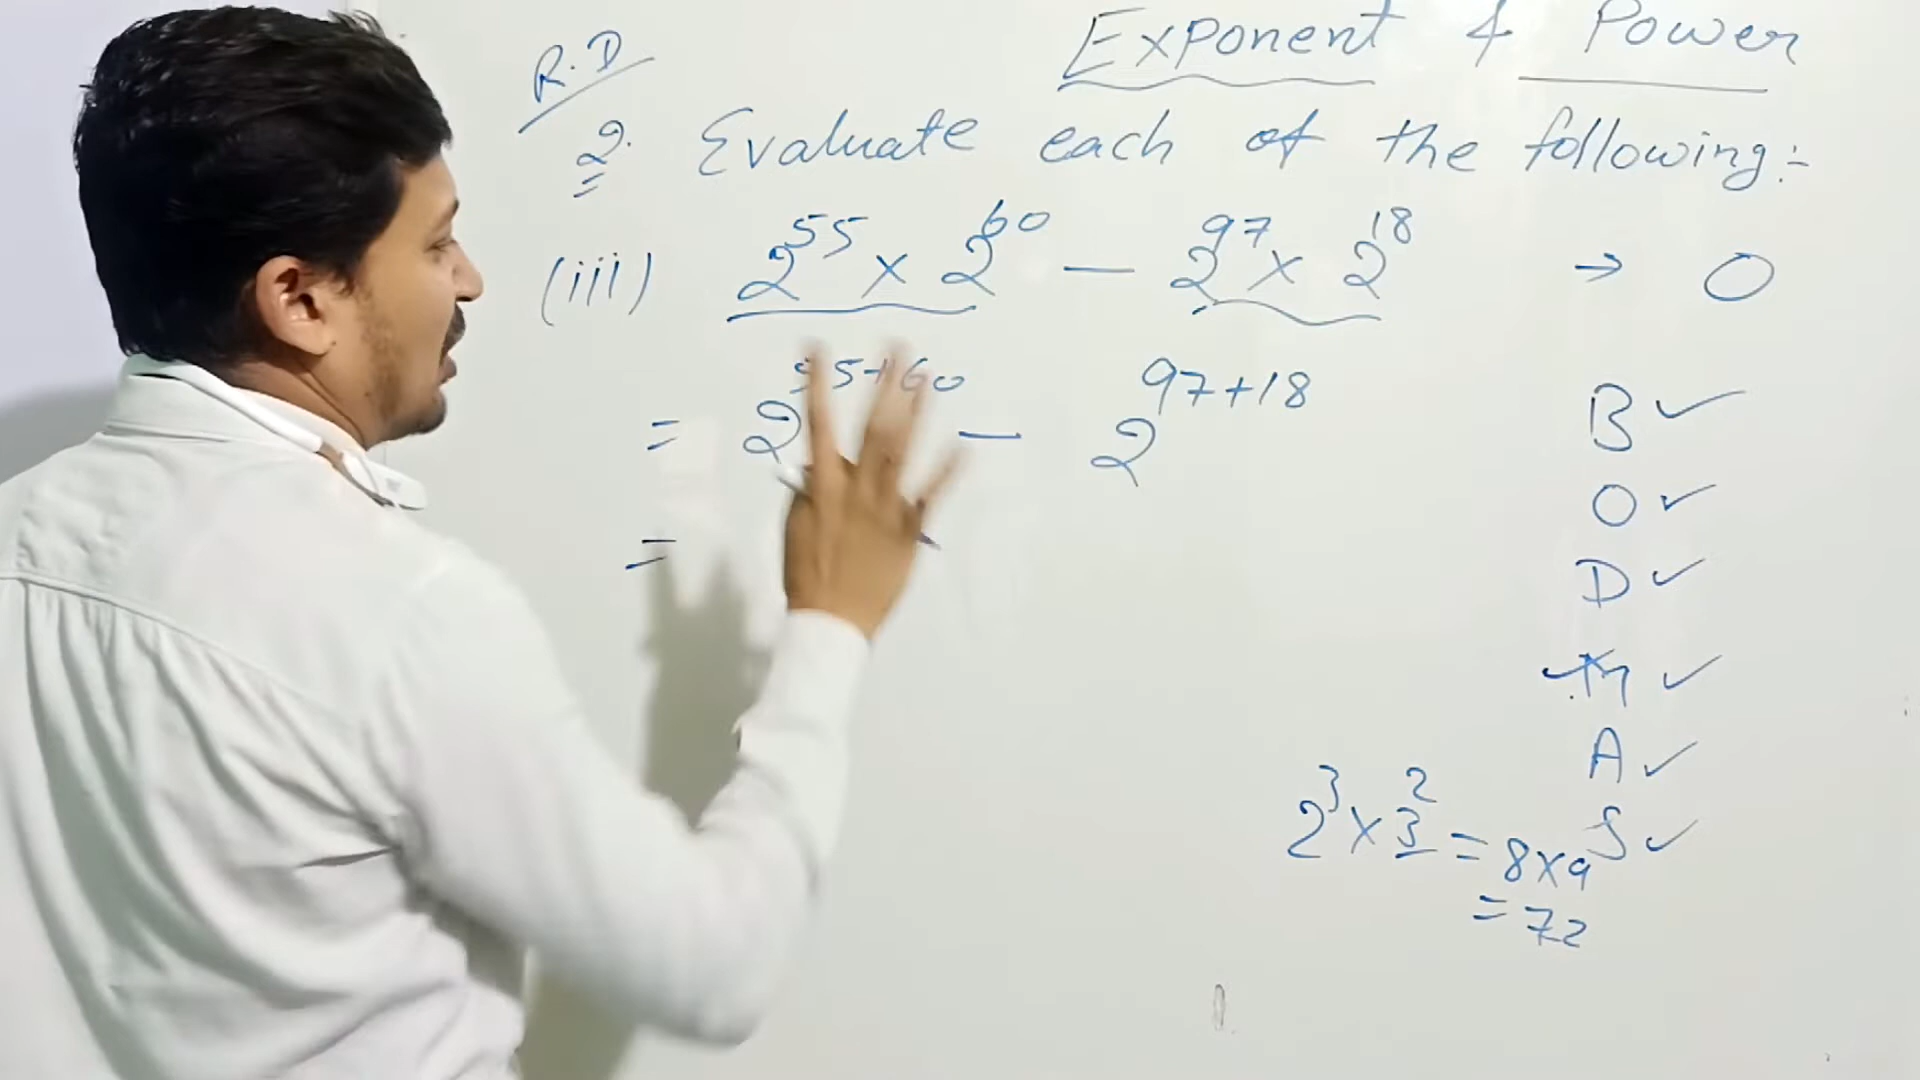 R.D
Exponent & Power
2. Evaluate each of the following:-
(iii) 2^55 × 2^60 — 2^97 × 2^18 → 0
= 2^55+60 — 2^97+18
=
B ✓
O ✓
D ✓
M ✓
A ✓
S ✓
2^3 × 3^2 = 8×9
= 72